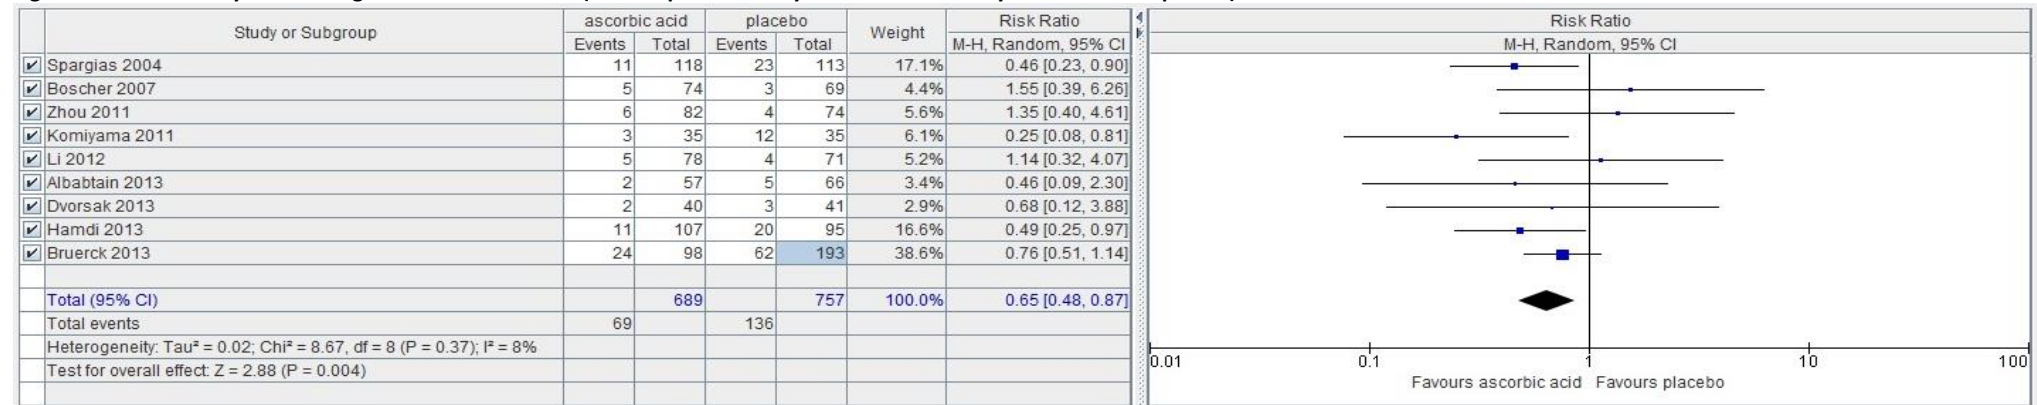 Study or Subgroup ascorbic acid placebo Weight Risk Ratio Risk Ratio
Events Total Events Total M-H, Random, 95% CI M-H, Random, 95% CI
Spargias 2004 11 118 23 113 17.1% 0.46 [0.23, 0.90]
Boscher 2007 5 74 3 69 4.4% 1.55 [0.39, 6.26]
Zhou 2011 6 82 4 74 5.6% 1.35 [0.40, 4.61]
Komiyama 2011 3 35 12 35 6.1% 0.25 [0.08, 0.81]
Li 2012 5 78 4 71 5.2% 1.14 [0.32, 4.07]
Albabtain 2013 2 57 5 66 3.4% 0.46 [0.09, 2.30]
Dvorsak 2013 2 40 3 41 2.9% 0.68 [0.12, 3.88]
Hamdi 2013 11 107 20 95 16.6% 0.49 [0.25, 0.97]
Bruerck 2013 24 98 62 193 38.6% 0.76 [0.51, 1.14]
Total (95% CI) 689 757 100.0% 0.65 [0.48, 0.87]
Total events 69 136
Heterogeneity: Tau² = 0.02; Chi² = 8.67, df = 8 (P = 0.37); I² = 8%
Test for overall effect: Z = 2.88 (P = 0.004)
0.01 0.1 1 10 100
Favours ascorbic acid Favours placebo